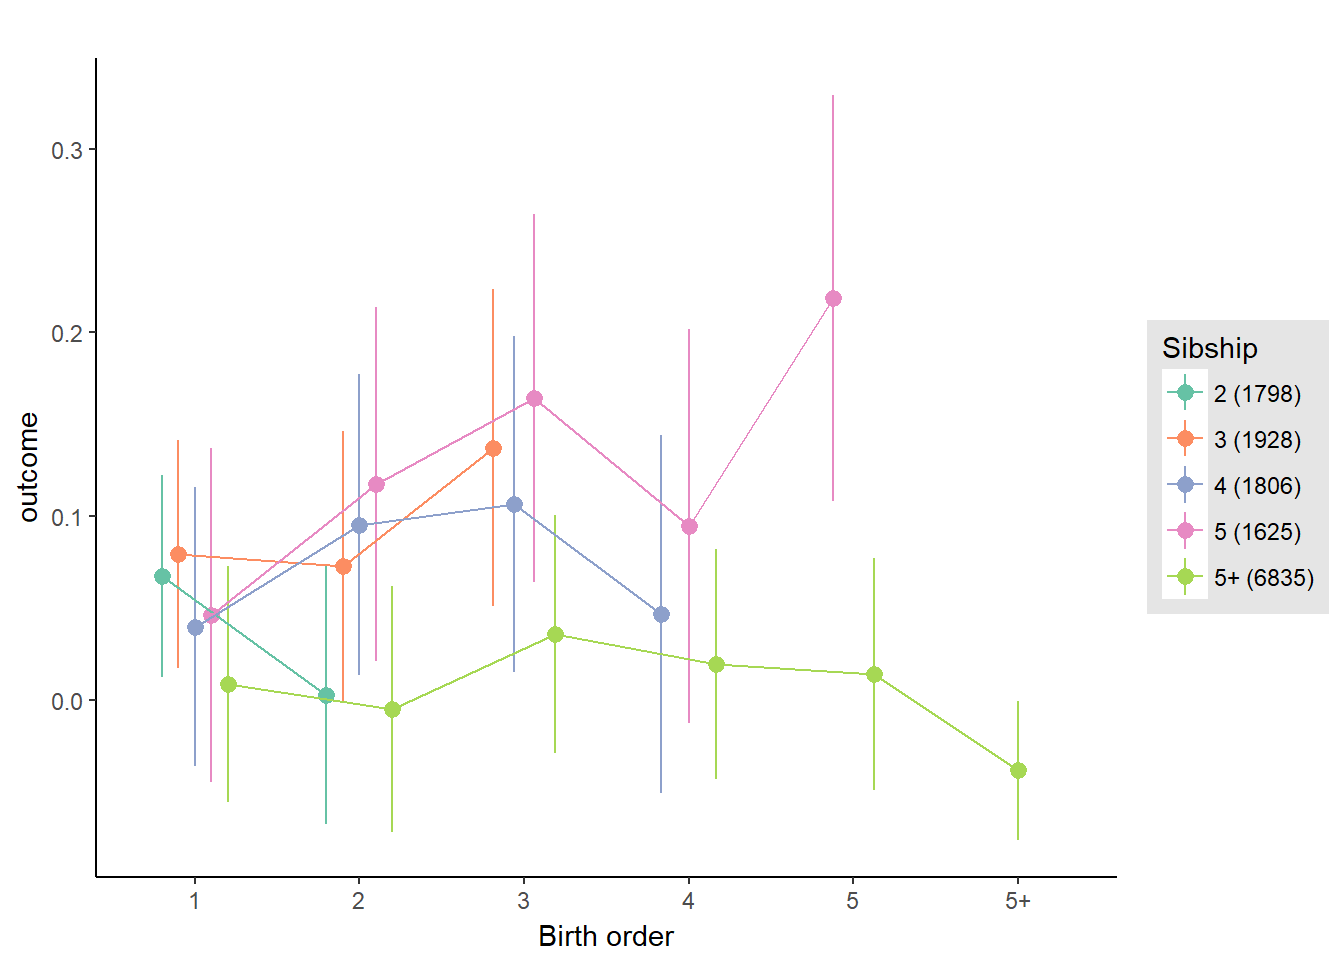 0.3
0.2
0.1
0.0
outcome
1 2 3 4 5 5+
Birth order
Sibship
2 (1798)
3 (1928)
4 (1806)
5 (1625)
5+ (6835)